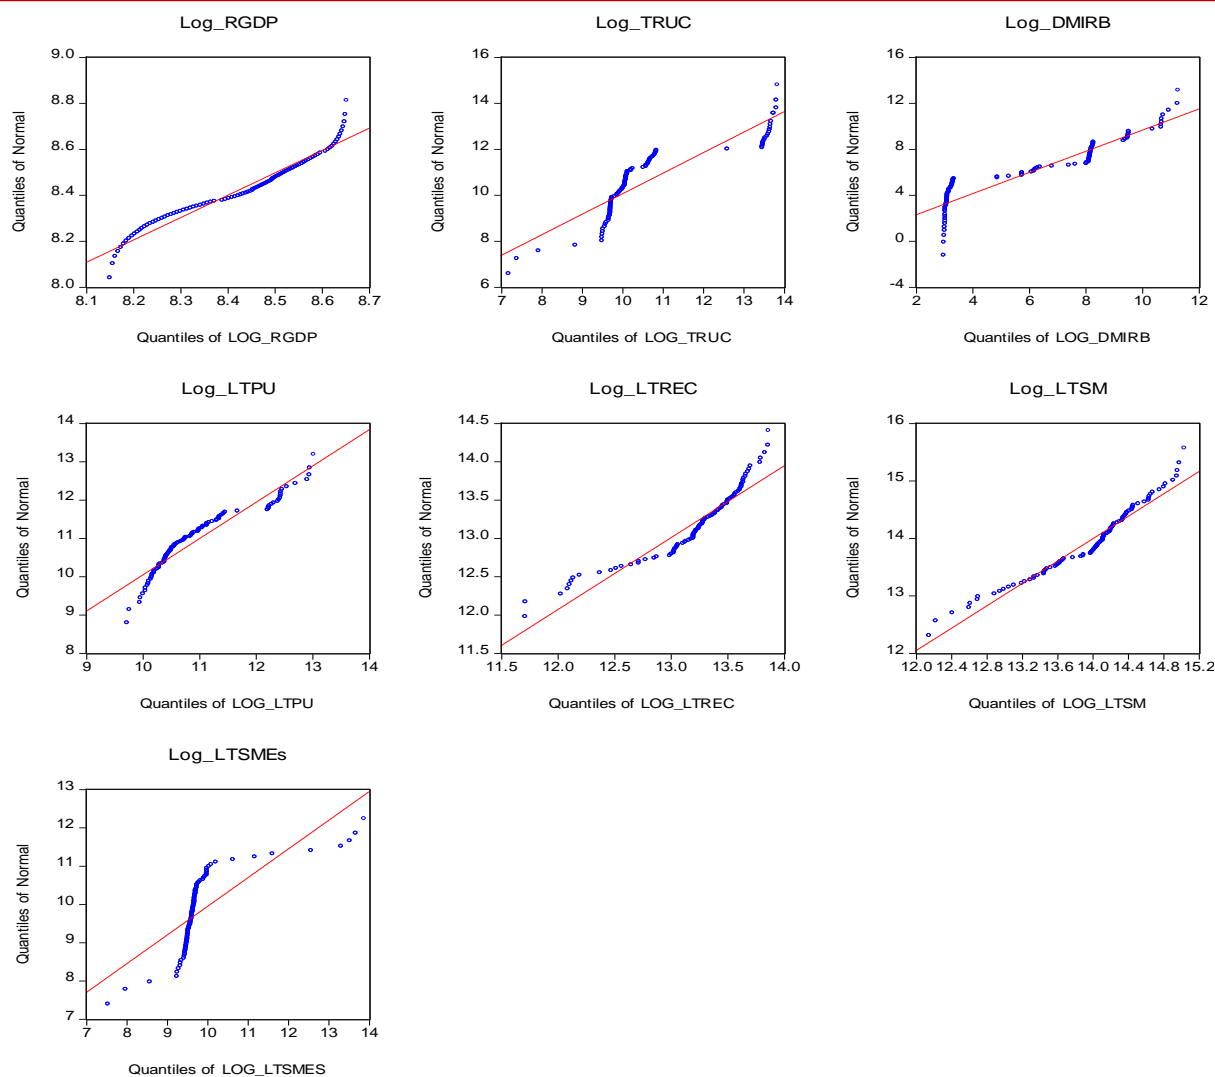 Log_RGDP
Log_TRUC
Log_DMIRB
9.0
8.8
8.6
8.4
8.2
8.0
Quantiles of Normal
8.1 8.2 8.3 8.4 8.5 8.6 8.7
Quantiles of LOG_RGDP
16
14
12
10
8
6
Quantiles of Normal
7 8 9 10 11 12 13 14
Quantiles of LOG_TRUC
16
12
8
4
0
-4
Quantiles of Normal
2 4 6 8 10 12
Quantiles of LOG_DMIRB
Log_LTPU
Log_LTREC
Log_LTSM
14
13
12
11
10
9
8
Quantiles of Normal
9 10 11 12 13 14
Quantiles of LOG_LTPU
14.5
14.0
13.5
13.0
12.5
12.0
11.5
Quantiles of Normal
11.5 12.0 12.5 13.0 13.5 14.0
Quantiles of LOG_LTREC
16
15
14
13
12
Quantiles of Normal
12.0 12.4 12.8 13.2 13.6 14.0 14.4 14.8 15.2
Quantiles of LOG_LTSM
Log_LTSMEs
13
12
11
10
9
8
7
Quantiles of Normal
7 8 9 10 11 12 13 14
Quantiles of LOG_LTSMES